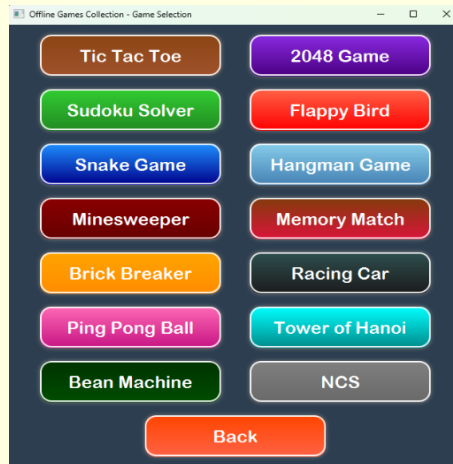 Offline Games Collection - Game Selection
Tic Tac Toe
2048 Game
Sudoku Solver
Flappy Bird
Snake Game
Hangman Game
Minesweeper
Memory Match
Brick Breaker
Racing Car
Ping Pong Ball
Tower of Hanoi
Bean Machine
NCS
Back